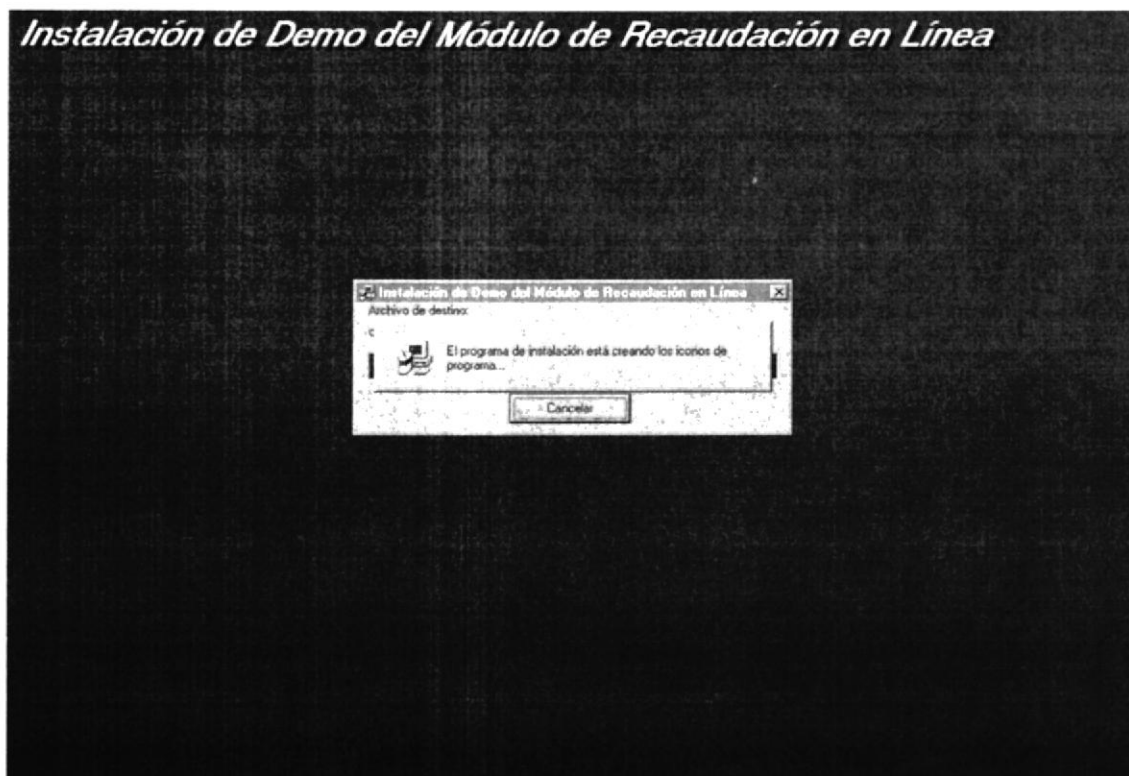 Instalación de Demo del Módulo de Recaudación en Línea
Instalación de Demo del Módulo de Recaudación en Línea
Archivo de destino:
El programa de instalación está creando los iconos de
programa...
Cancelar